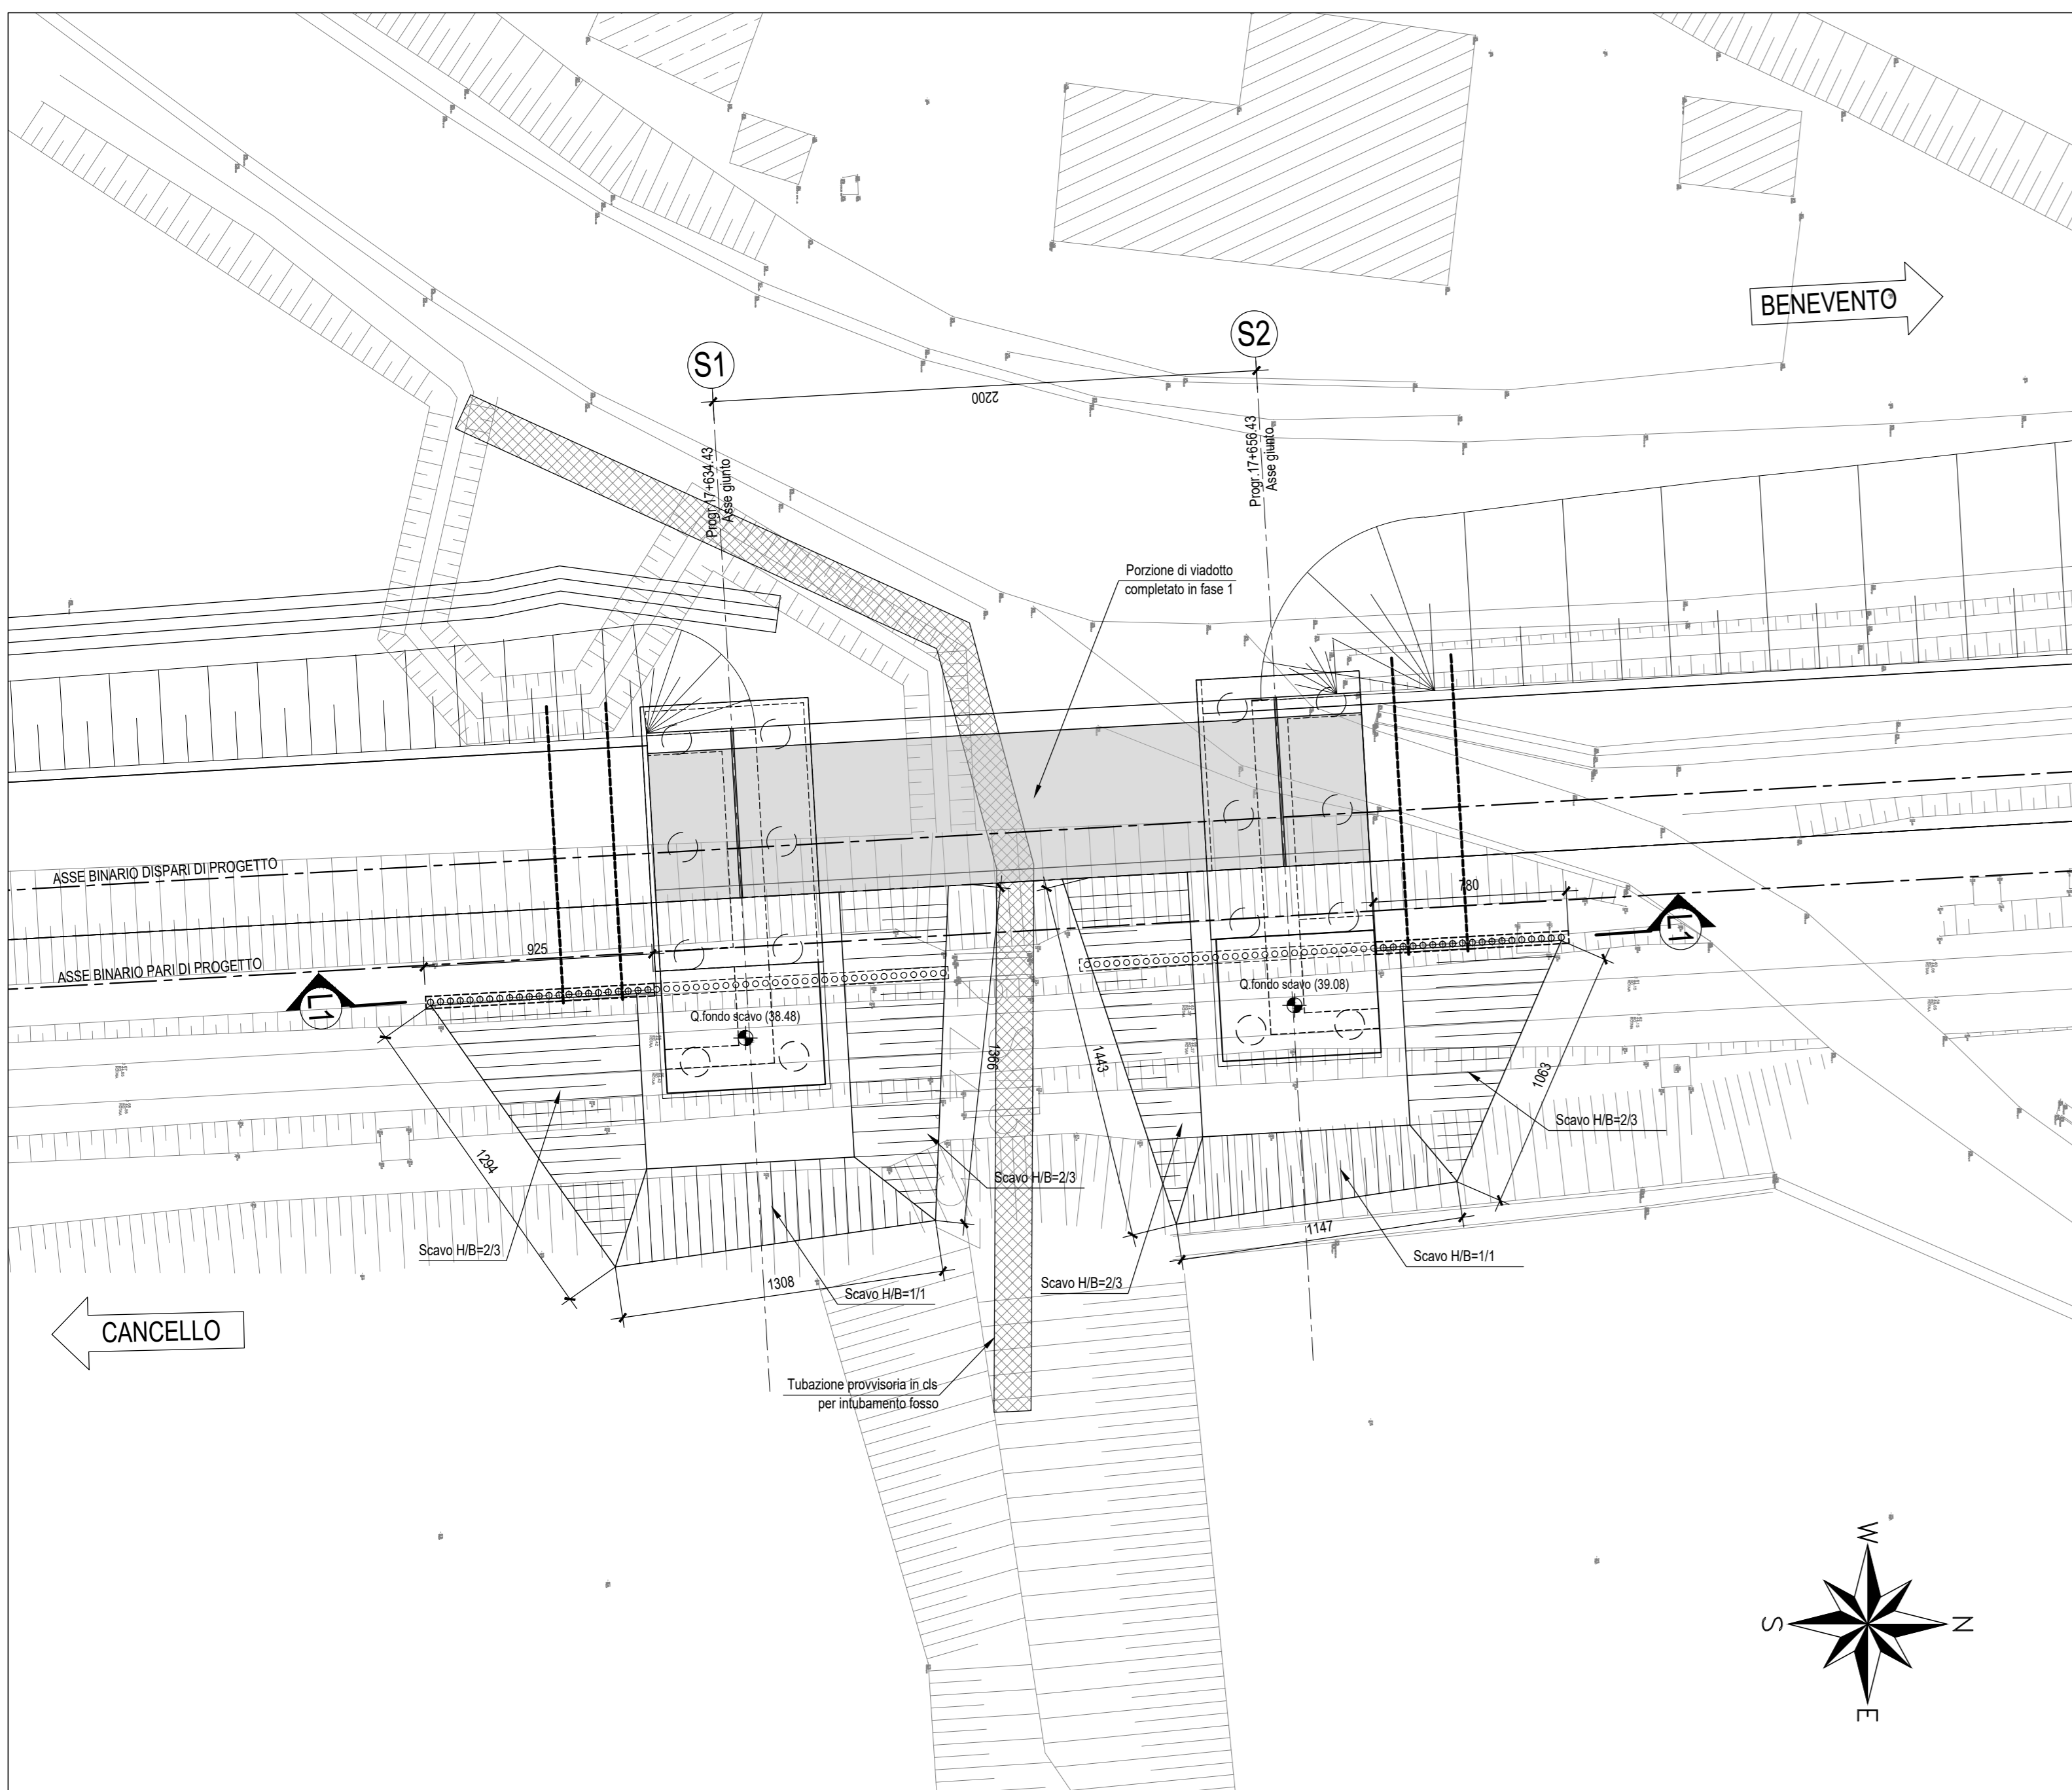 BENEVENTO
S1
S2
2200
Progr.17+634.43
Asse giunto
Progr.17+656.43
Asse giunto
Porzione di viadotto
completato in fase 1
ASSE BINARIO DISPARI DI PROGETTO
ASSE BINARIO PARI DI PROGETTO
925
780
L1
L1
Q.fondo scavo (38.48)
Q.fondo scavo (39.08)
1366
1443
1294
1063
Scavo H/B=2/3
Scavo H/B=2/3
Scavo H/B=2/3
Scavo H/B=2/3
1308
1147
Scavo H/B=1/1
Scavo H/B=1/1
CANCELLO
Tubazione provvisoria in cls
per intubamento fosso
W
S
N
E